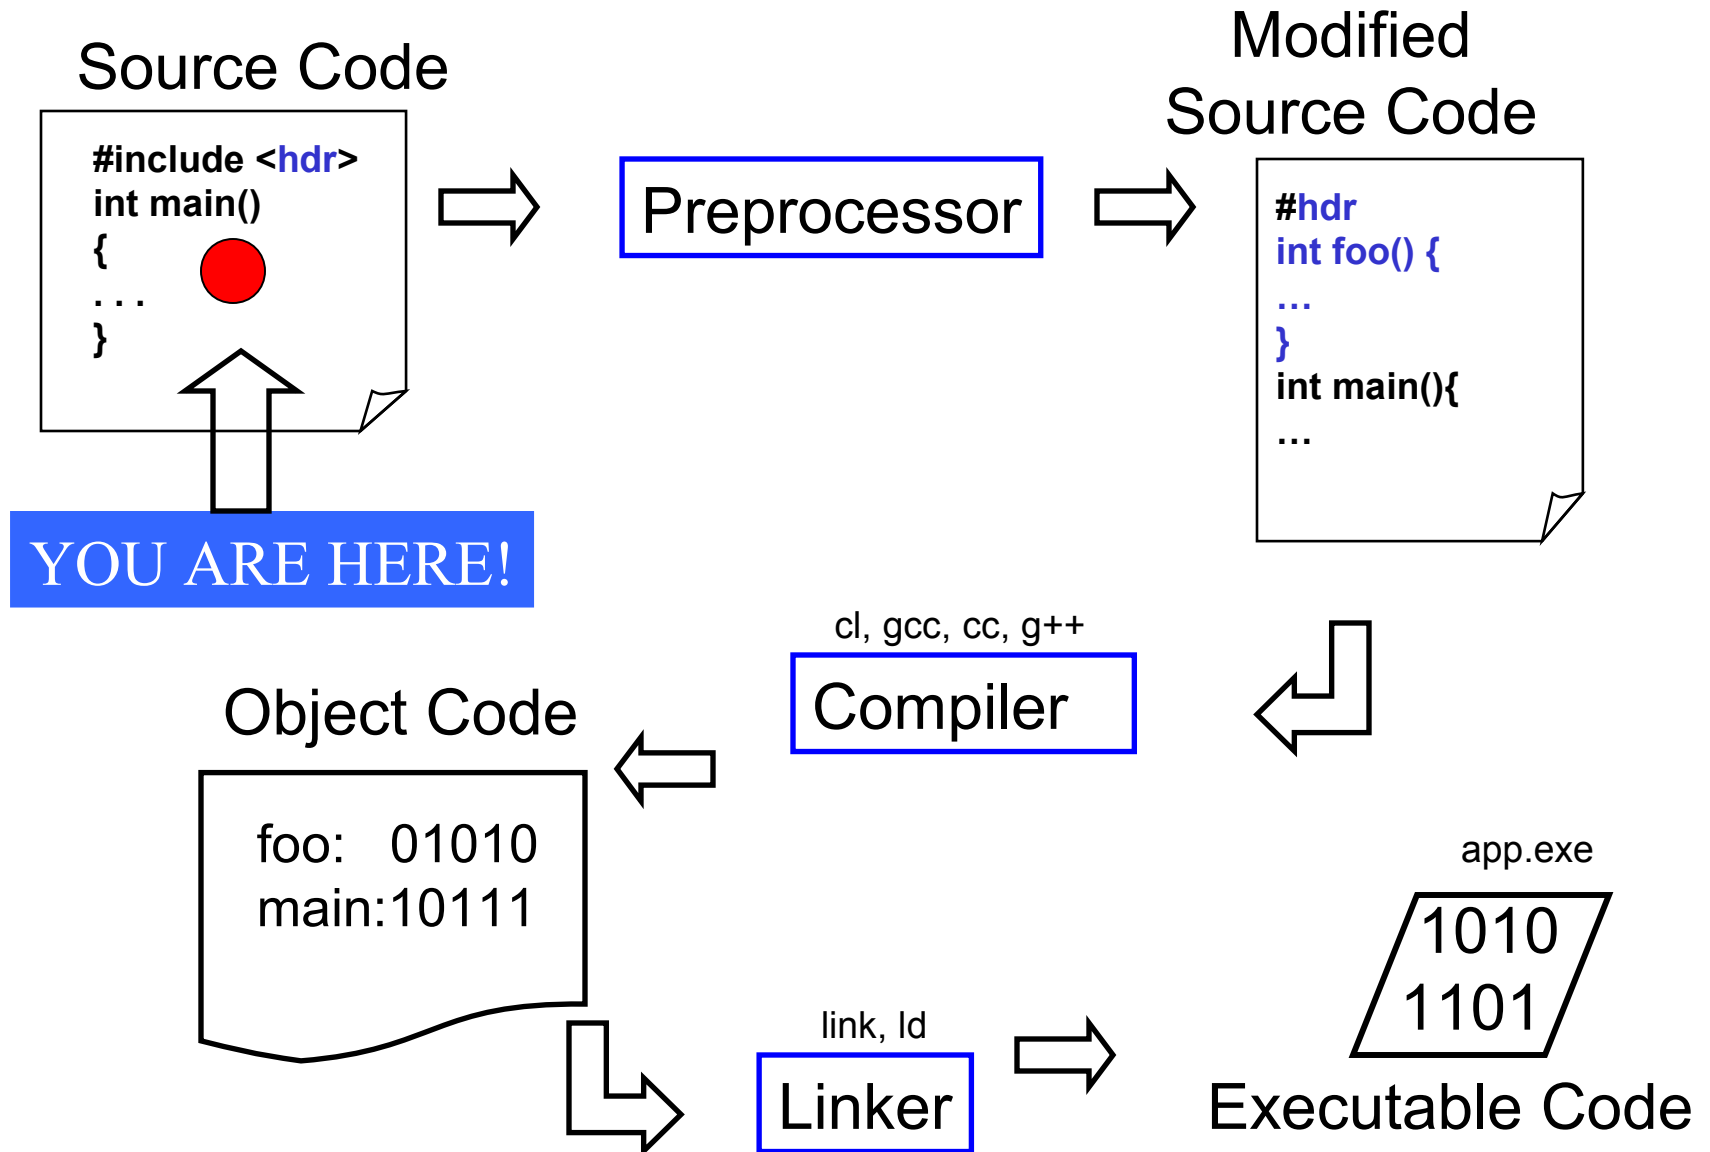 Source Code
#include <hdr>
int main()
{
. . .
}
YOU ARE HERE!
Preprocessor
Modified
Source Code
#hdr
int foo() {
…
}
int main(){
…
cl, gcc, cc, g++
Compiler
Object Code
foo: 01010
main:10111
link, ld
Linker
app.exe
1010
1101
Executable Code